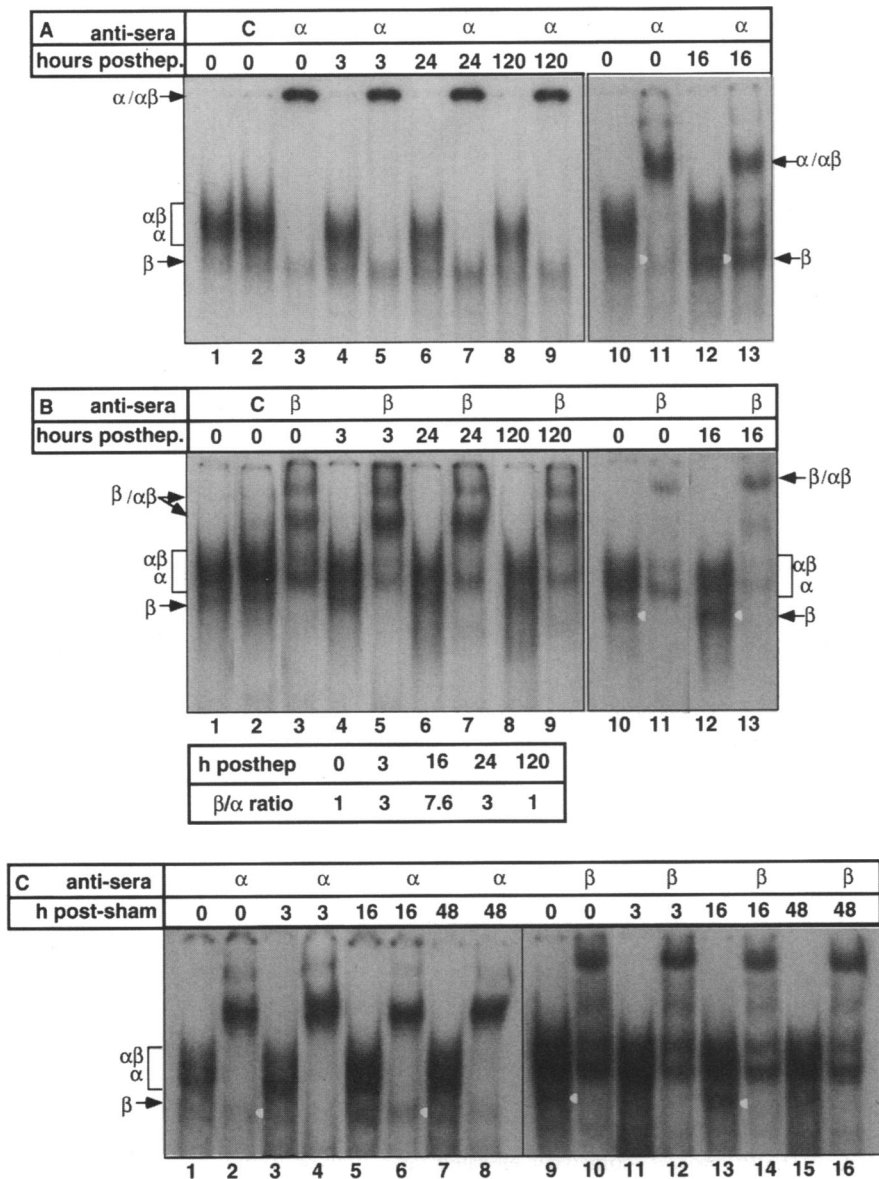 A anti-sera C α α α α α α
hours posthep. 0 0 0 3 3 24 24 120 120 0 0 16 16
α/αβ
α/αβ
αβ
α
β
β
1 2 3 4 5 6 7 8 9 10 11 12 13
B anti-sera C β β β β β β
hours posthep. 0 0 0 3 3 24 24 120 120 0 0 16 16
β/αβ
β/αβ
αβ
α
β
αβ
α
β
1 2 3 4 5 6 7 8 9 10 11 12 13
h posthep 0 3 16 24 120
β/α ratio 1 3 7.6 3 1
C anti-sera α α α α β β β β
h post-sham 0 0 3 3 16 16 48 48 0 0 3 3 16 16 48 48
αβ
α
β
1 2 3 4 5 6 7 8 9 10 11 12 13 14 15 16